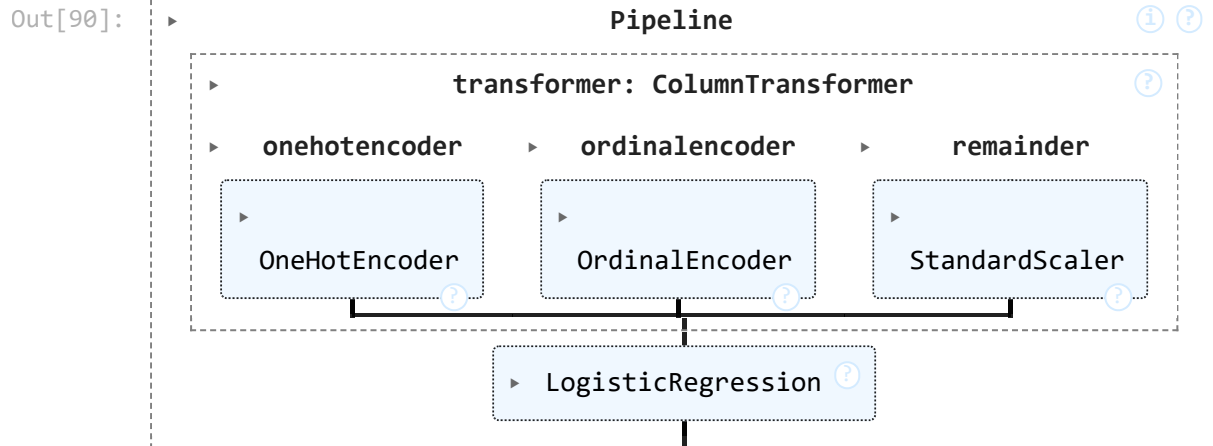 Out[90]: ▸ Pipeline i ?
▸ transformer: ColumnTransformer ?
▸ onehotencoder ▸ ordinalencoder ▸ remainder
▸ ▸ ▸
OneHotEncoder OrdinalEncoder StandardScaler
? ? ?
▸ LogisticRegression ?